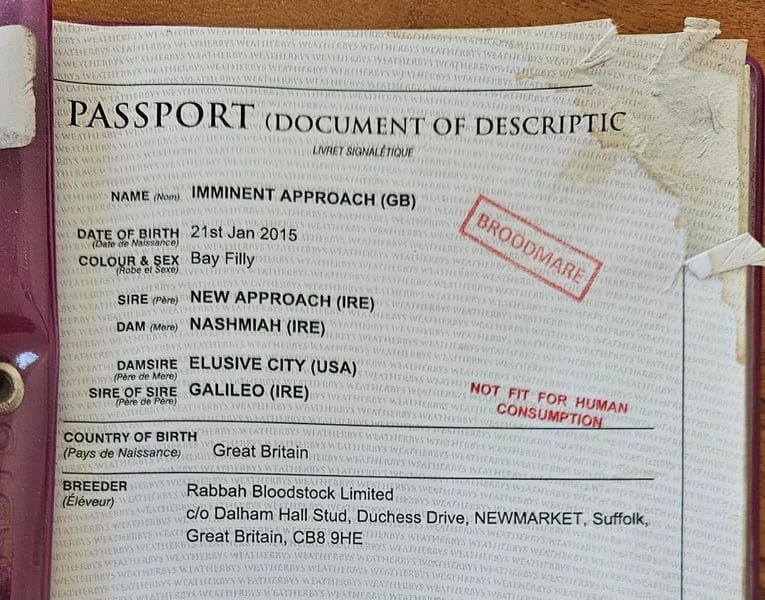 PASSPORT (DOCUMENT OF DESCRIPTIC
LIVRET SIGNALÉTIQUE
NAME (Nom) IMMINENT APPROACH (GB)
BROODMARE
DATE OF BIRTH 21st Jan 2015
(Date de Naissance)
COLOUR & SEX Bay Filly
(Robe et Sexe)
SIRE (Père) NEW APPROACH (IRE)
DAM (Mere) NASHMIAH (IRE)
DAMSIRE ELUSIVE CITY (USA)
(Père de Mere)
SIRE OF SIRE GALILEO (IRE)
(Père de Père)
NOT FIT FOR HUMAN
CONSUMPTION
COUNTRY OF BIRTH
(Pays de Naissance) Great Britain
BREEDER Rabbah Bloodstock Limited
(Éléveur)
c/o Dalham Hall Stud, Duchess Drive, NEWMARKET, Suffolk,
Great Britain, CB8 9HE